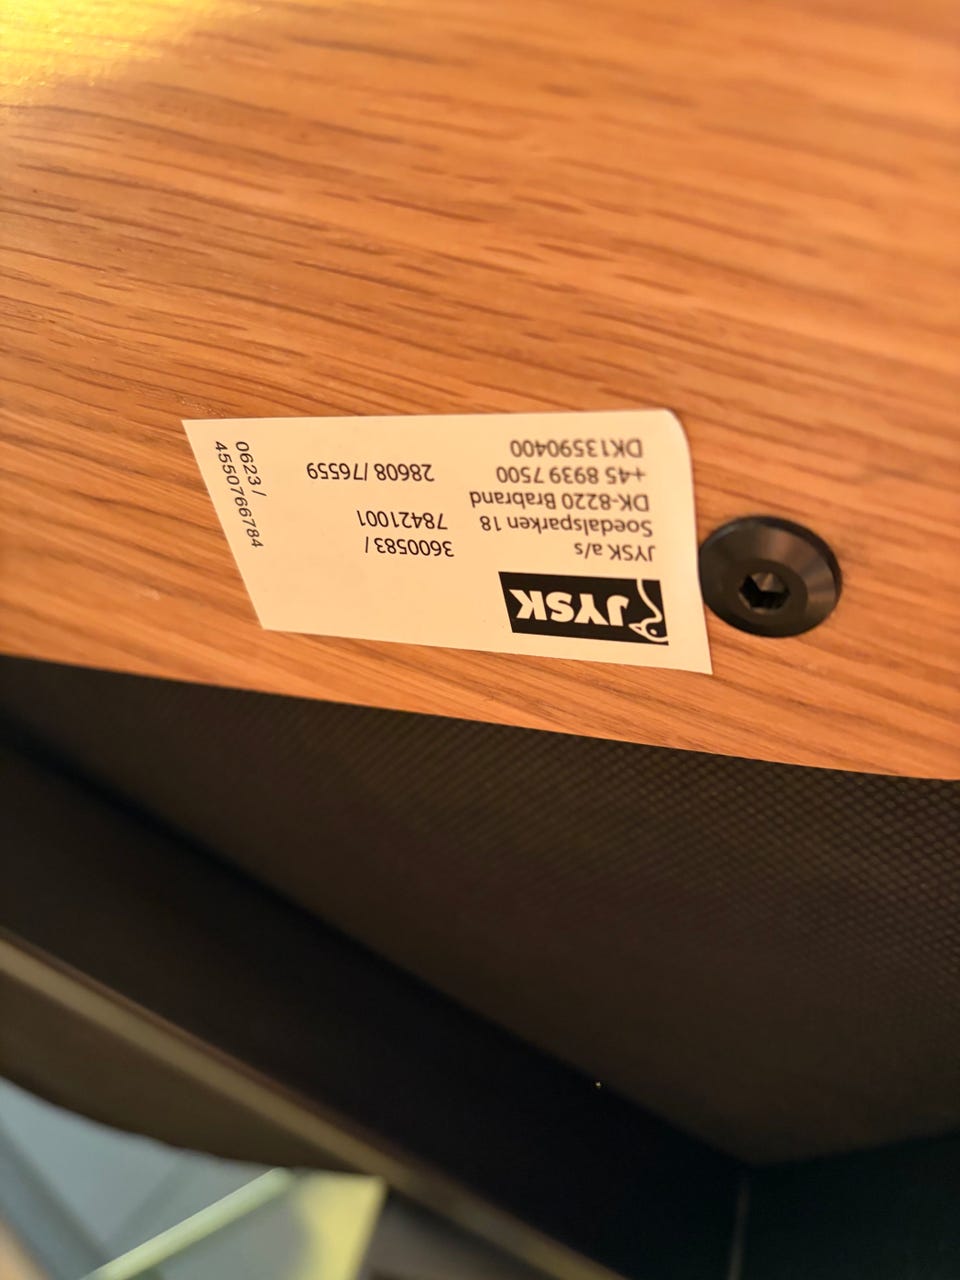 JYSK
JYSK a/s
Soedalsparken 18
DK-8220 Brabrand
+45 8939 7500
DK13590400
3600583 /
78421001
28608 / 76559
0623 /
4550766784